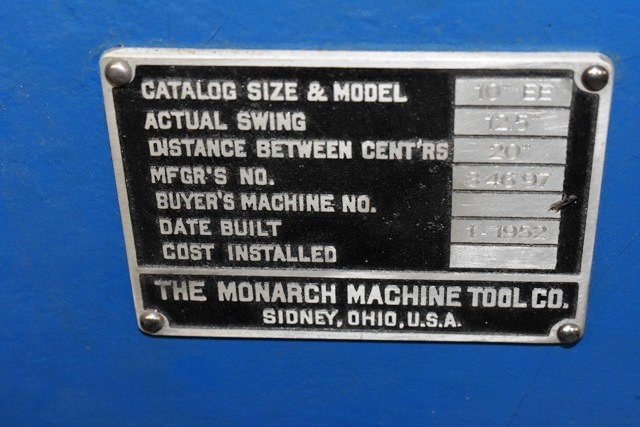 CATALOG SIZE & MODEL 10" EE
ACTUAL SWING 12.5"
DISTANCE BETWEEN CENT'RS 20"
MFGR'S NO. 34697
BUYER'S MACHINE NO.
DATE BUILT 1-1952
COST INSTALLED
THE MONARCH MACHINE TOOL CO.
SIDNEY, OHIO, U.S.A.